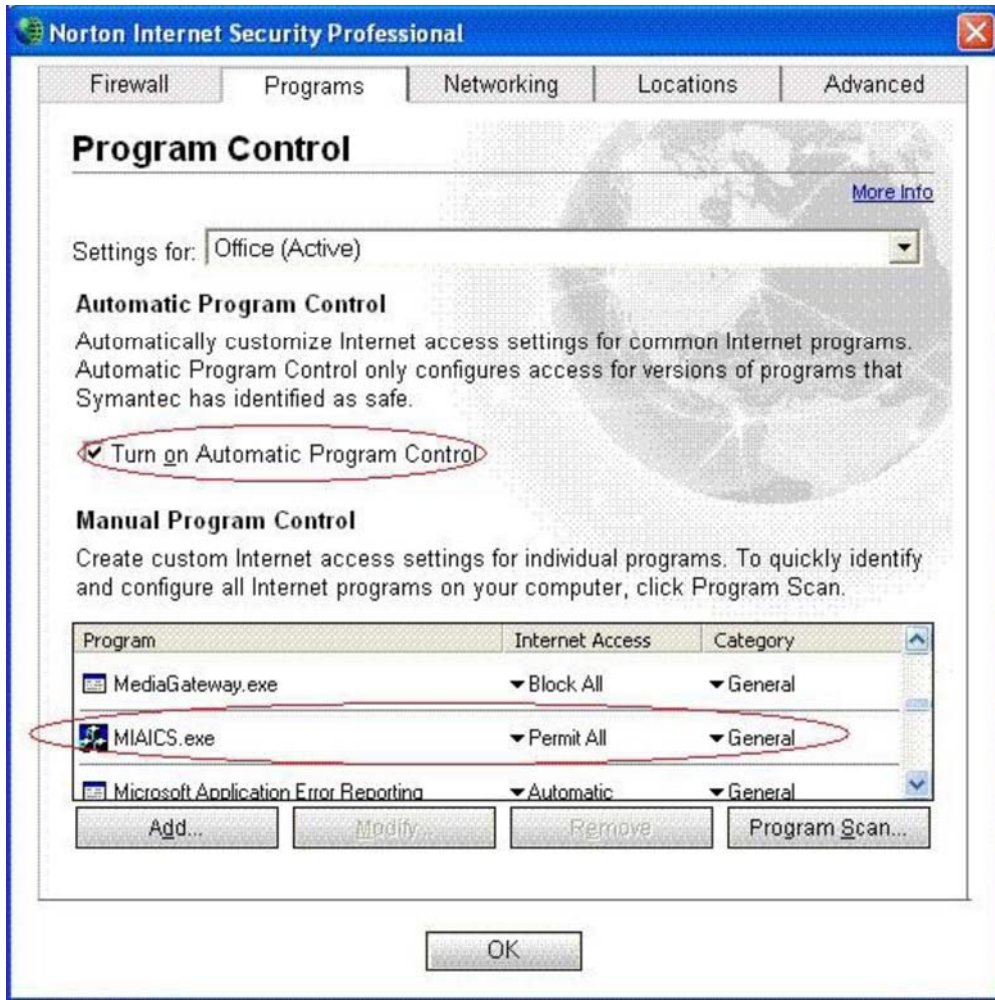 Norton Internet Security Professional
Firewall Programs Networking Locations Advanced
Program Control
More Info
Settings for: Office (Active)
Automatic Program Control
Automatically customize Internet access settings for common Internet programs.
Automatic Program Control only configures access for versions of programs that
Symantec has identified as safe.
Turn on Automatic Program Control
Manual Program Control
Create custom Internet access settings for individual programs. To quickly identify
and configure all Internet programs on your computer, click Program Scan.
Program Internet Access Category
MediaGateway.exe Block All General
MIAICS.exe Permit All General
Microsoft Application Error Reporting Automatic General
Add... Modify... Remove Program Scan...
OK